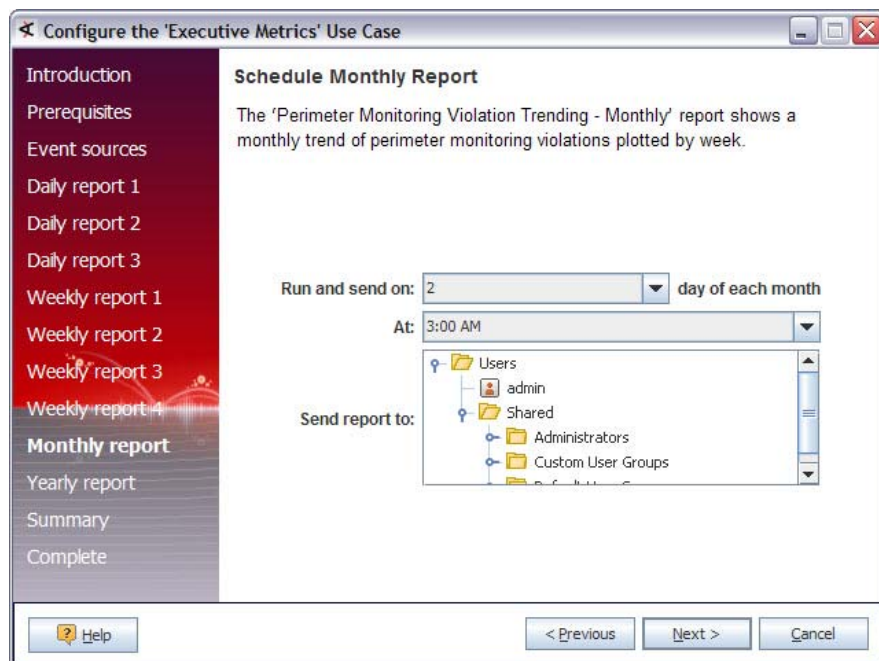 Configure the 'Executive Metrics' Use Case
Introduction
Prerequisites
Event sources
Daily report 1
Daily report 2
Daily report 3
Weekly report 1
Weekly report 2
Weekly report 3
Weekly report 4
Monthly report
Yearly report
Summary
Complete
Schedule Monthly Report
The 'Perimeter Monitoring Violation Trending - Monthly' report shows a
monthly trend of perimeter monitoring violations plotted by week.
Run and send on: 2 day of each month
At: 3:00 AM
Send report to:
Users
admin
Shared
Administrators
Custom User Groups
Help
< Previous
Next >
Cancel